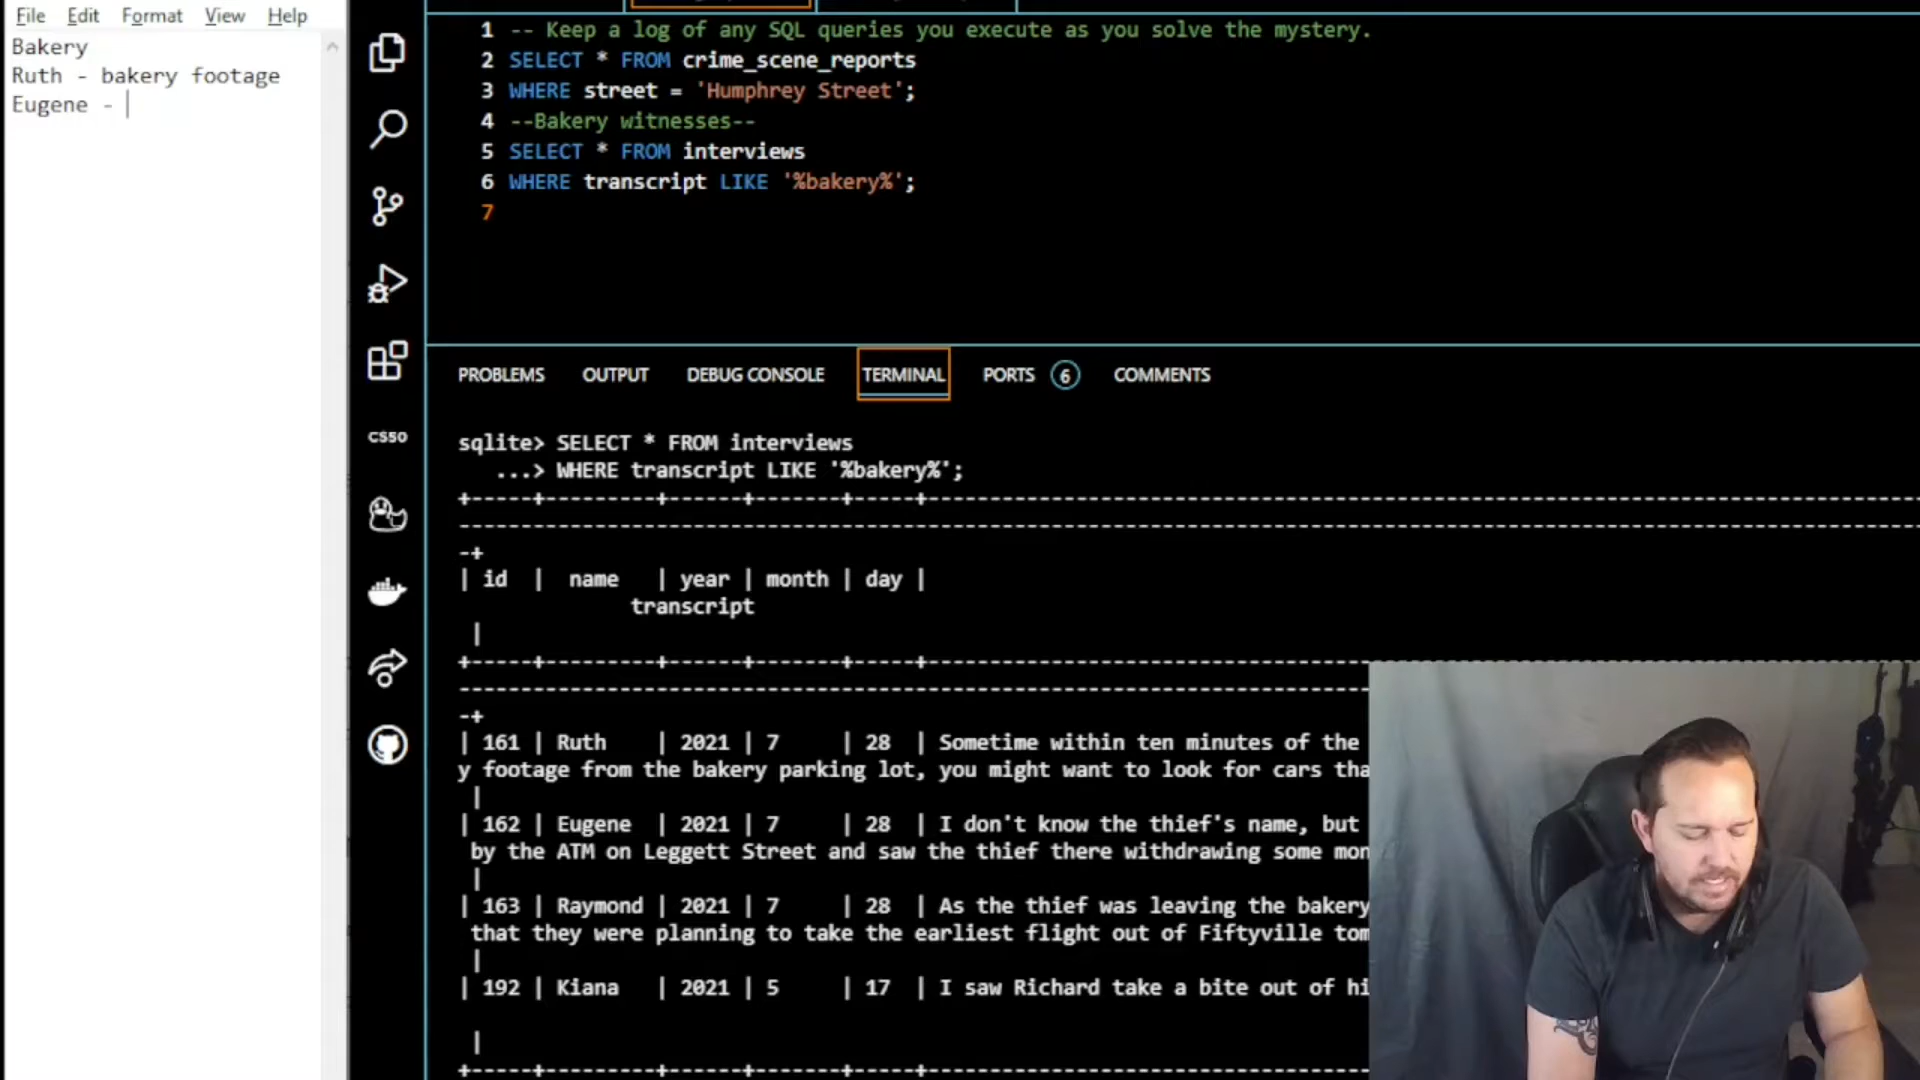 File Edit Format View Help
Bakery
Ruth - bakery footage
Eugene -
CS50
1 -- Keep a log of any SQL queries you execute as you solve the mystery.
2 SELECT * FROM crime_scene_reports
3 WHERE street = 'Humphrey Street';
4 --Bakery witnesses--
5 SELECT * FROM interviews
6 WHERE transcript LIKE '%bakery%';
7
PROBLEMS OUTPUT DEBUG CONSOLE TERMINAL PORTS 6 COMMENTS
sqlite> SELECT * FROM interviews
...> WHERE transcript LIKE '%bakery%';
| id | name | year | month | day |
transcript
|
| 161 | Ruth | 2021 | 7 | 28 | Sometime within ten minutes of the
y footage from the bakery parking lot, you might want to look for cars tha
|
| 162 | Eugene | 2021 | 7 | 28 | I don't know the thief's name, but
by the ATM on Leggett Street and saw the thief there withdrawing some mon
|
| 163 | Raymond | 2021 | 7 | 28 | As the thief was leaving the bakery
that they were planning to take the earliest flight out of Fiftyville tom
|
| 192 | Kiana | 2021 | 5 | 17 | I saw Richard take a bite out of hi
|